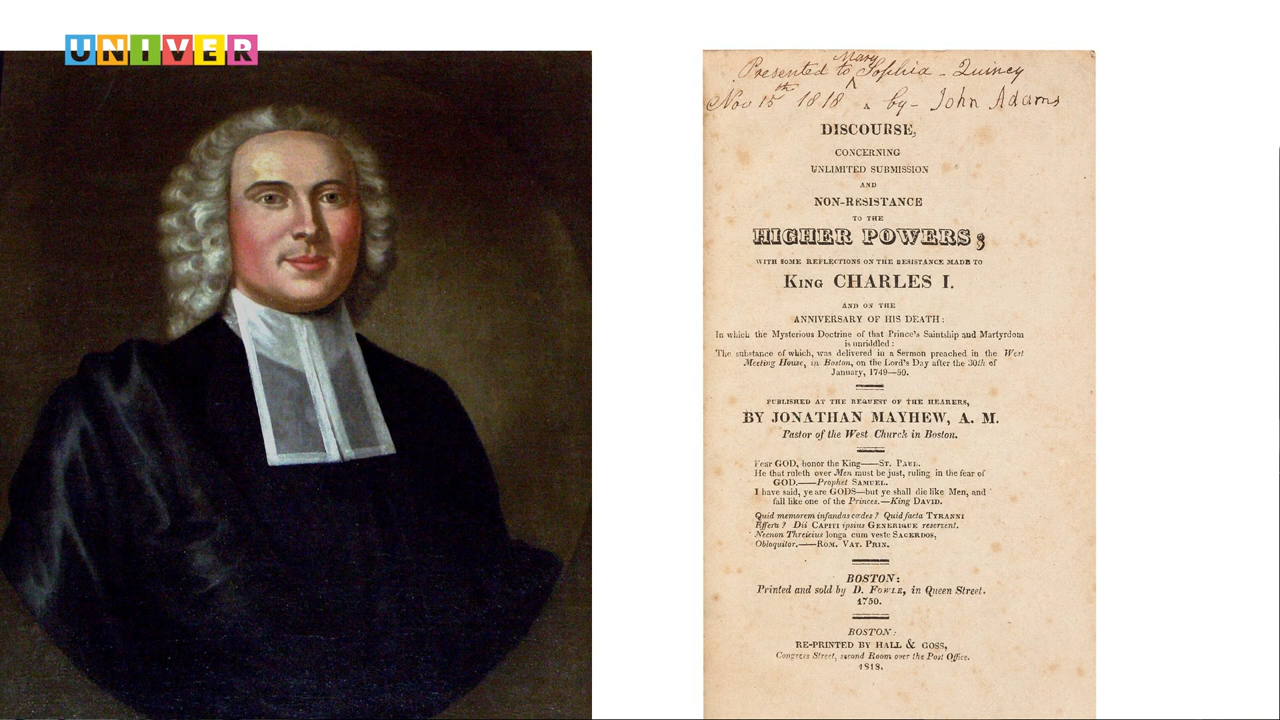 UNIVER
Mary
Presented to Sophia - Quincy
Nov 15th 1818 by - John Adams
DISCOURSE,
CONCERNING
UNLIMITED SUBMISSION
AND
NON-RESISTANCE
TO THE
HIGHER POWERS;
WITH SOME REFLECTIONS ON THE RESISTANCE MADE TO
KING CHARLES I.
AND ON THE
ANNIVERSARY OF HIS DEATH:
In which the Mysterious Doctrine of that Prince's Saintship and Martyrdom
is unriddled:
The substance of which, was delivered in a Sermon preached in the West
Meeting House, in Boston, on the Lord's Day after the 30th of
January, 1749—50.
PUBLISHED AT THE REQUEST OF THE HEARERS,
BY JONATHAN MAYHEW, A. M.
Pastor of the West Church in Boston.
Fear GOD, honor the King——ST. PAUL.
He that ruleth over Men must be just, ruling in the fear of
GOD.——Prophet SAMUEL.
I have said, ye are GODS—but ye shall die like Men, and
fall like one of the Princes.—King DAVID.
Quid memorem infandas cædes? Quid facta TYRANNI
Effera? Dii CAPITI ipsius GENERIQUE reservent.
Necnon Threicius longa cum veste SACERDOS,
Obloquitor.——ROM. VAT. PRIN.
BOSTON:
Printed and sold by D. FOWLE, in Queen Street.
1750.
BOSTON:
RE-PRINTED BY HALL & GOSS,
Congress Street, second Room over the Post Office.
1818.